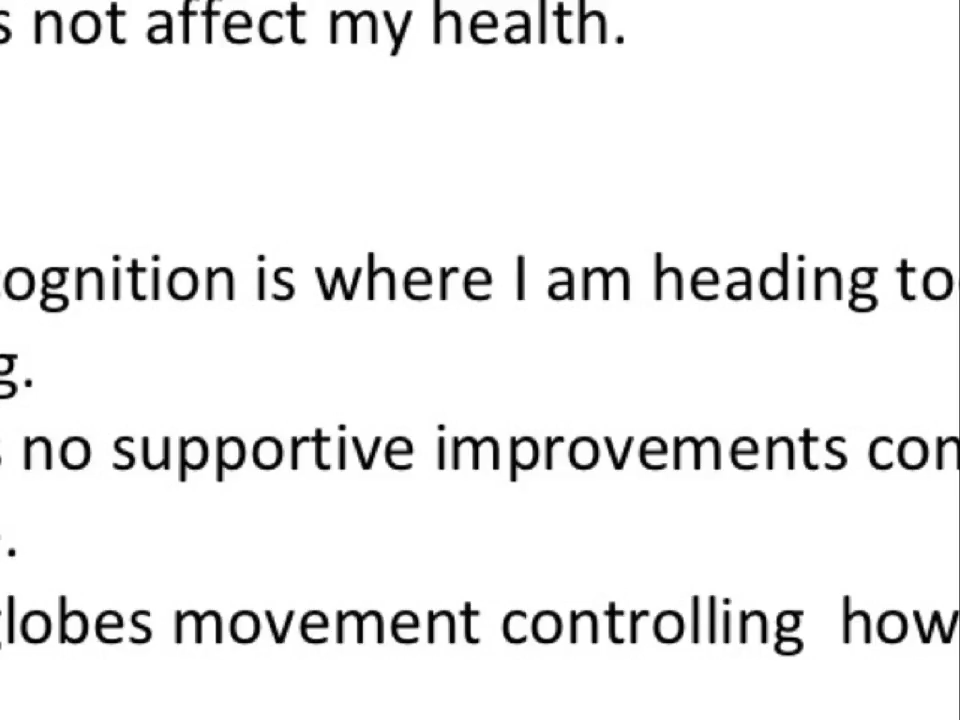 s not affect my health.
ognition is where I am heading to
g.
s no supportive improvements con
.
globes movement controlling how